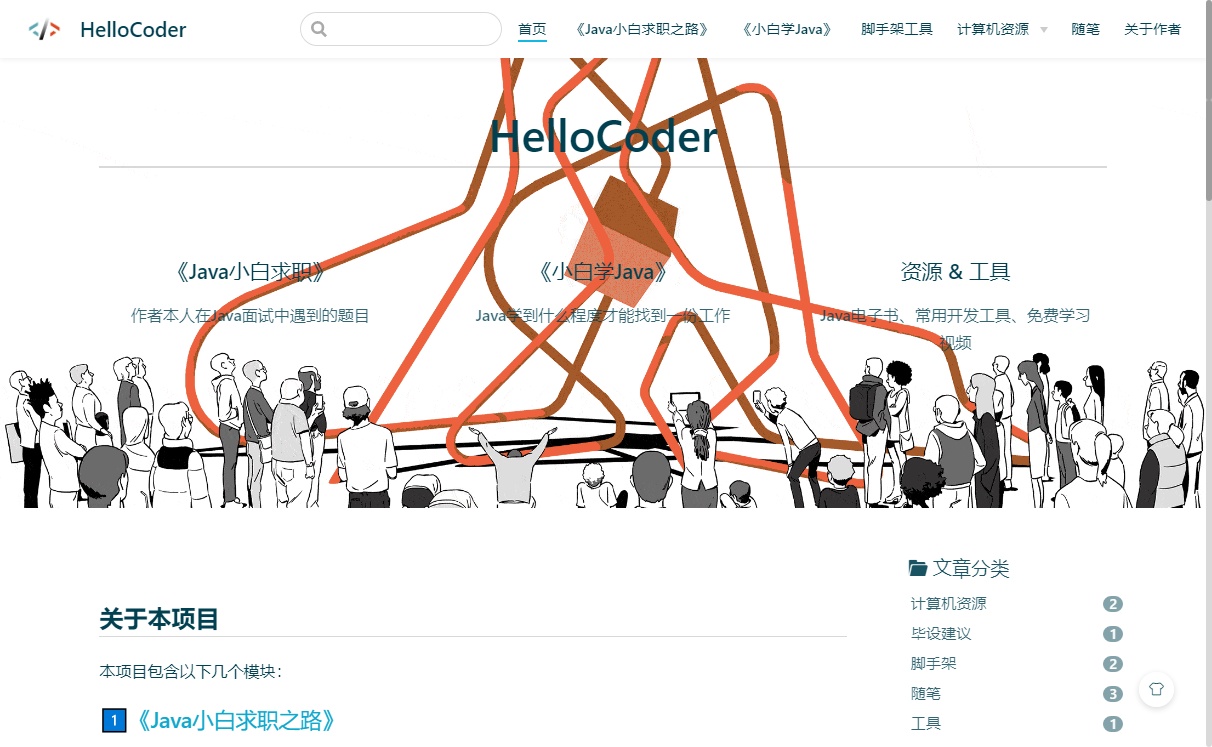 HelloCoder
首页
《Java小白求职之路》
《小白学Java》
脚手架工具
计算机资源
随笔
关于作者
HelloCoder
《Java小白求职》
作者本人在Java面试中遇到的题目
《小白学Java》
Java学到什么程度才能找到一份工作
资源 & 工具
Java电子书、常用开发工具、免费学习
视频
关于本项目
本项目包含以下几个模块：
1 《Java小白求职之路》
文章分类
计算机资源 2
毕设建议 1
脚手架 2
随笔 3
工具 1